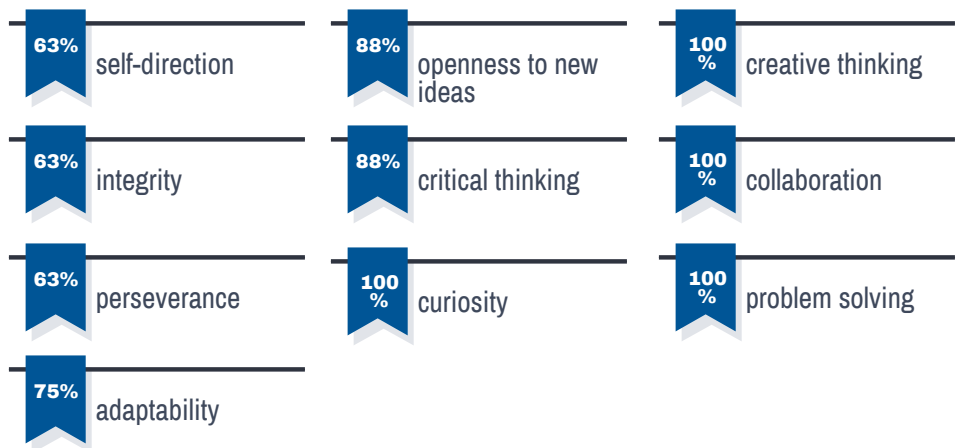 63%
self-direction
63%
integrity
63%
perseverance
75%
adaptability
88%
openness to new
ideas
88%
critical thinking
100
%
curiosity
100
%
creative thinking
100
%
collaboration
100
%
problem solving